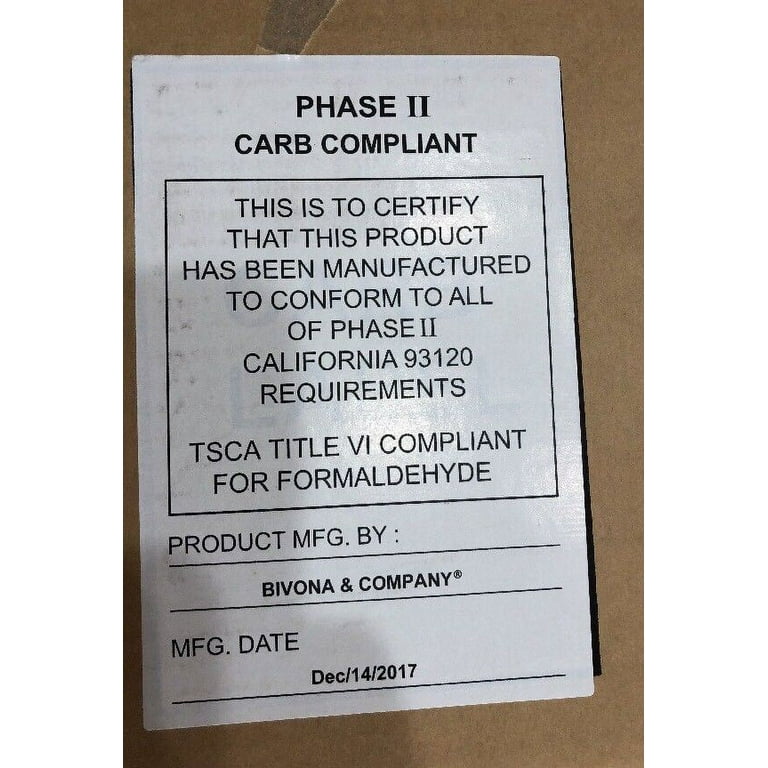 PHASE II
CARB COMPLIANT
THIS IS TO CERTIFY
THAT THIS PRODUCT
HAS BEEN MANUFACTURED
TO CONFORM TO ALL
OF PHASE II
CALIFORNIA 93120
REQUIREMENTS
TSCA TITLE VI COMPLIANT
FOR FORMALDEHYDE
PRODUCT MFG. BY :
BIVONA & COMPANY®
MFG. DATE
Dec/14/2017